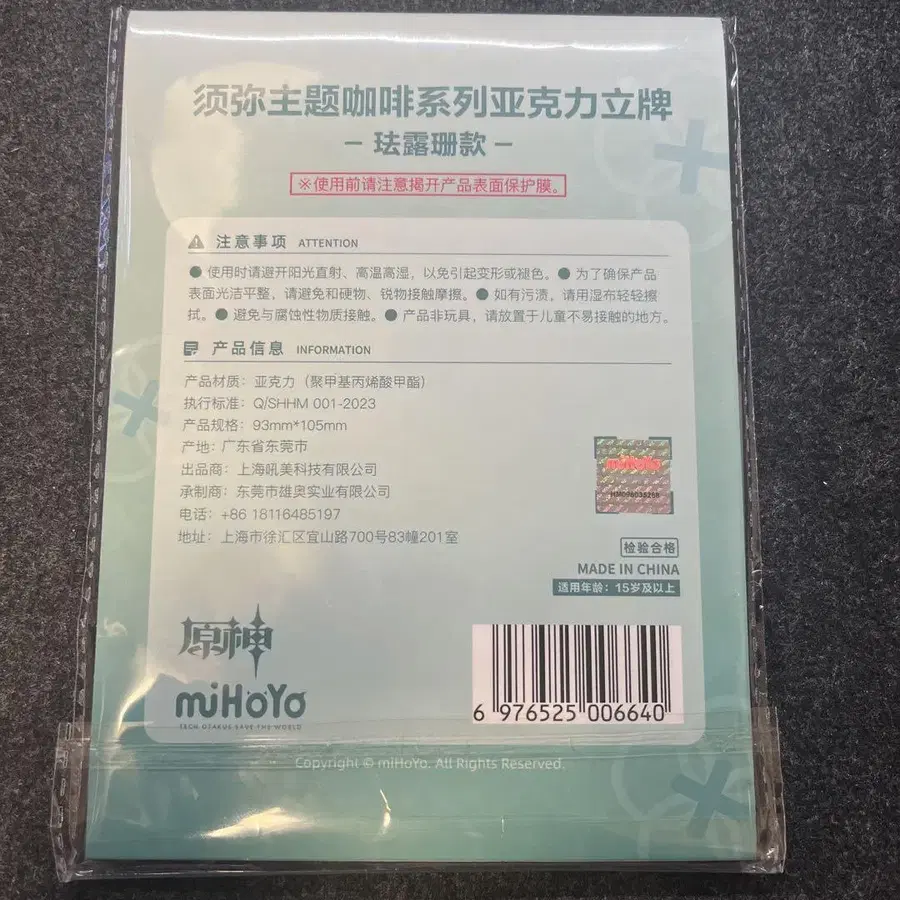 须弥主题咖啡系列亚克力立牌
– 珐露珊款 –
※使用前请注意揭开产品表面保护膜。
注意事项 ATTENTION
● 使用时请避开阳光直射、高温高湿，以免引起变形或褪色。● 为了确保产品
表面光洁平整，请避免和硬物、锐物接触摩擦。● 如有污渍，请用湿布轻轻擦
拭。● 避免与腐蚀性物质接触。● 产品非玩具，请放置于儿童不易接触的地方。
产品信息 INFORMATION
产品材质：亚克力（聚甲基丙烯酸甲酯）
执行标准：Q/SHHM 001-2023
产品规格：93mm*105mm
产地：广东省东莞市
出品商：上海吼美科技有限公司
承制商：东莞市雄奥实业有限公司
电话：+86 18116485197
地址：上海市徐汇区宜山路700号83幢201室
miHoYo
检验合格
MADE IN CHINA
适用年龄：15岁及以上
原神
miHoYo
TECH OTAKUS SAVE THE WORLD
6 976525 006640
Copyright © miHoYo. All Rights Reserved.